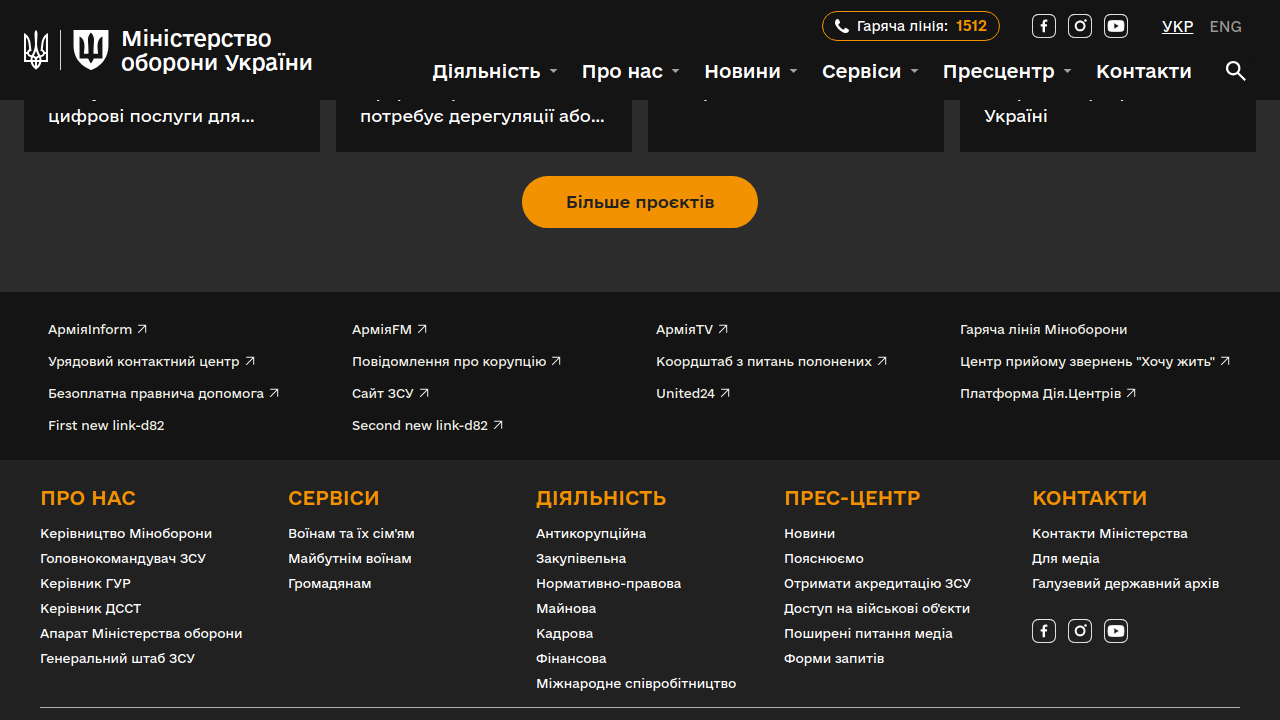 Міністерство
оборони України
Гаряча лінія: 1512
УКР ENG
Діяльність Про нас Новини Сервіси Пресцентр Контакти
цифрові послуги для...
потребує дерегуляції або...
Україні
Більше проєктів
АрміяInform
АрміяFM
АрміяTV
Гаряча лінія Міноборони
Урядовий контактний центр
Повідомлення про корупцію
Коордштаб з питань полонених
Центр прийому звернень "Хочу жить"
Безоплатна правнича допомога
Сайт ЗСУ
United24
Платформа Дія.Центрів
First new link-d82
Second new link-d82
ПРО НАС
Керівництво Міноборони
Головнокомандувач ЗСУ
Керівник ГУР
Керівник ДССТ
Апарат Міністерства оборони
Генеральний штаб ЗСУ
СЕРВІСИ
Воїнам та їх сім'ям
Майбутнім воїнам
Громадянам
ДІЯЛЬНІСТЬ
Антикорупційна
Закупівельна
Нормативно-правова
Майнова
Кадрова
Фінансова
Міжнародне співробітництво
ПРЕС-ЦЕНТР
Новини
Пояснюємо
Отримати акредитацію ЗСУ
Доступ на військові об'єкти
Поширені питання медіа
Форми запитів
КОНТАКТИ
Контакти Міністерства
Для медіа
Галузевий державний архів